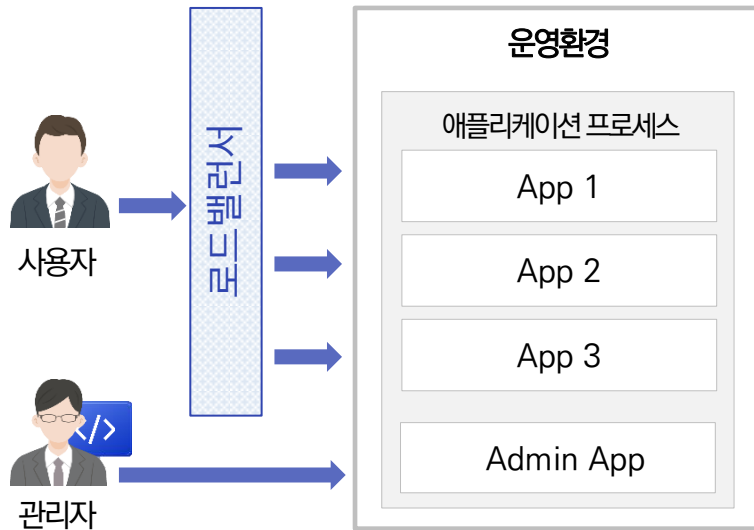 운영환경
애플리케이션 프로세스
App 1
App 2
App 3
Admin App
로드밸런서
사용자
</>
관리자